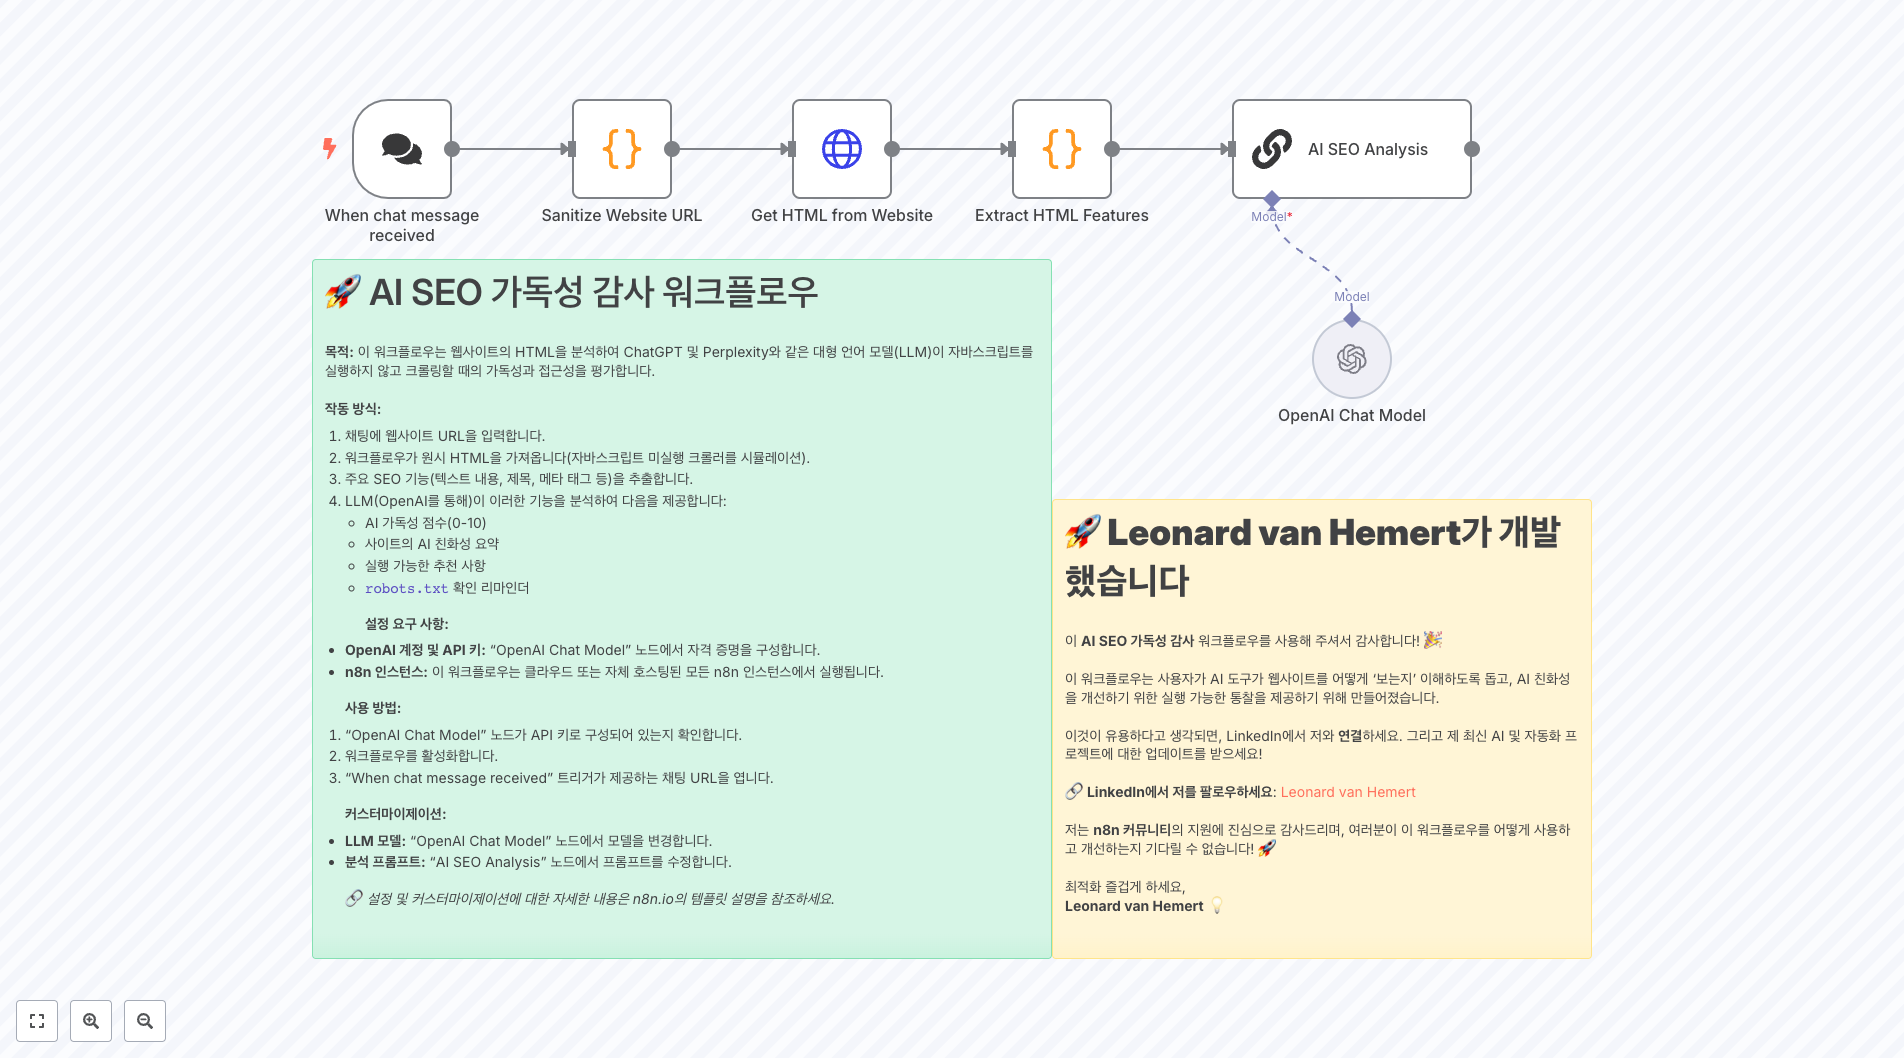 When chat message
received
Sanitize Website URL
Get HTML from Website
Extract HTML Features
AI SEO Analysis
Model*
Model
OpenAI Chat Model
🚀 AI SEO 가독성 감사 워크플로우
목적: 이 워크플로우는 웹사이트의 HTML을 분석하여 ChatGPT 및 Perplexity와 같은 대형 언어 모델(LLM)이 자바스크립트를
실행하지 않고 크롤링할 때의 가독성과 접근성을 평가합니다.
작동 방식:
1. 채팅에 웹사이트 URL을 입력합니다.
2. 워크플로우가 원시 HTML을 가져옵니다(자바스크립트 미실행 크롤러를 시뮬레이션).
3. 주요 SEO 기능(텍스트 내용, 제목, 메타 태그 등)을 추출합니다.
4. LLM(OpenAI를 통해)이 이러한 기능을 분석하여 다음을 제공합니다:
AI 가독성 점수(0-10)
사이트의 AI 친화성 요약
실행 가능한 추천 사항
robots.txt 확인 리마인더
설정 요구 사항:
OpenAI 계정 및 API 키: “OpenAI Chat Model” 노드에서 자격 증명을 구성합니다.
n8n 인스턴스: 이 워크플로우는 클라우드 또는 자체 호스팅된 모든 n8n 인스턴스에서 실행됩니다.
사용 방법:
1. “OpenAI Chat Model” 노드가 API 키로 구성되어 있는지 확인합니다.
2. 워크플로우를 활성화합니다.
3. “When chat message received” 트리거가 제공하는 채팅 URL을 엽니다.
커스터마이제이션:
LLM 모델: “OpenAI Chat Model” 노드에서 모델을 변경합니다.
분석 프롬프트: “AI SEO Analysis” 노드에서 프롬프트를 수정합니다.
🔗 설정 및 커스터마이제이션에 대한 자세한 내용은 n8n.io의 템플릿 설명을 참조하세요.
🚀 Leonard van Hemert가 개발
했습니다
이 AI SEO 가독성 감사 워크플로우를 사용해 주셔서 감사합니다! 🎉
이 워크플로우는 사용자가 AI 도구가 웹사이트를 어떻게 ‘보는지’ 이해하도록 돕고, AI 친화성
을 개선하기 위한 실행 가능한 통찰을 제공하기 위해 만들어졌습니다.
이것이 유용하다고 생각되면, LinkedIn에서 저와 연결하세요. 그리고 제 최신 AI 및 자동화 프
로젝트에 대한 업데이트를 받으세요!
🔗 LinkedIn에서 저를 팔로우하세요: Leonard van Hemert
저는 n8n 커뮤니티의 지원에 진심으로 감사드리며, 여러분이 이 워크플로우를 어떻게 사용하
고 개선하는지 기다릴 수 없습니다! 🚀
최적화 즐겁게 하세요,
Leonard van Hemert 💡